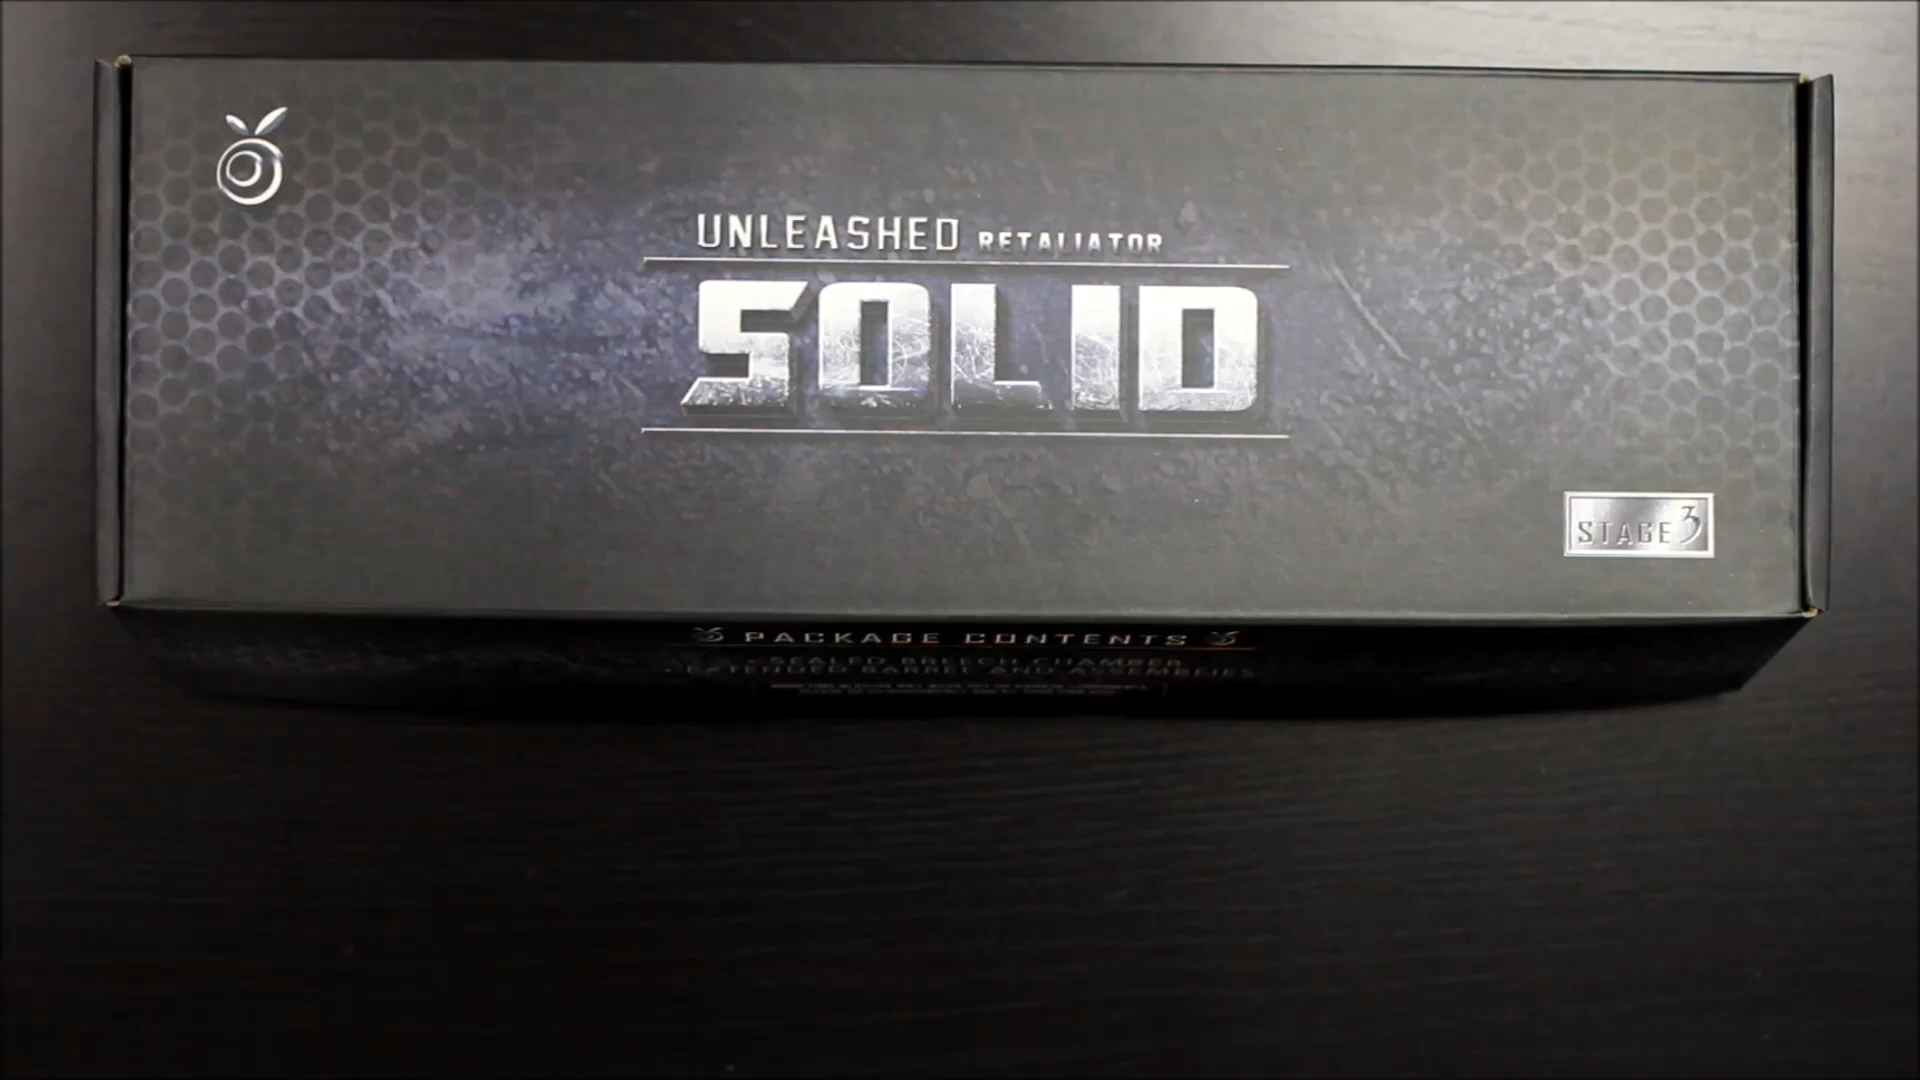 UNLEASHED RETALIATOR
SOLID
STAGE 3
PACKAGE CONTENTS
SEALED BREECH CHAMBER
EXTENDED BARREL AND ASSEMBLIES